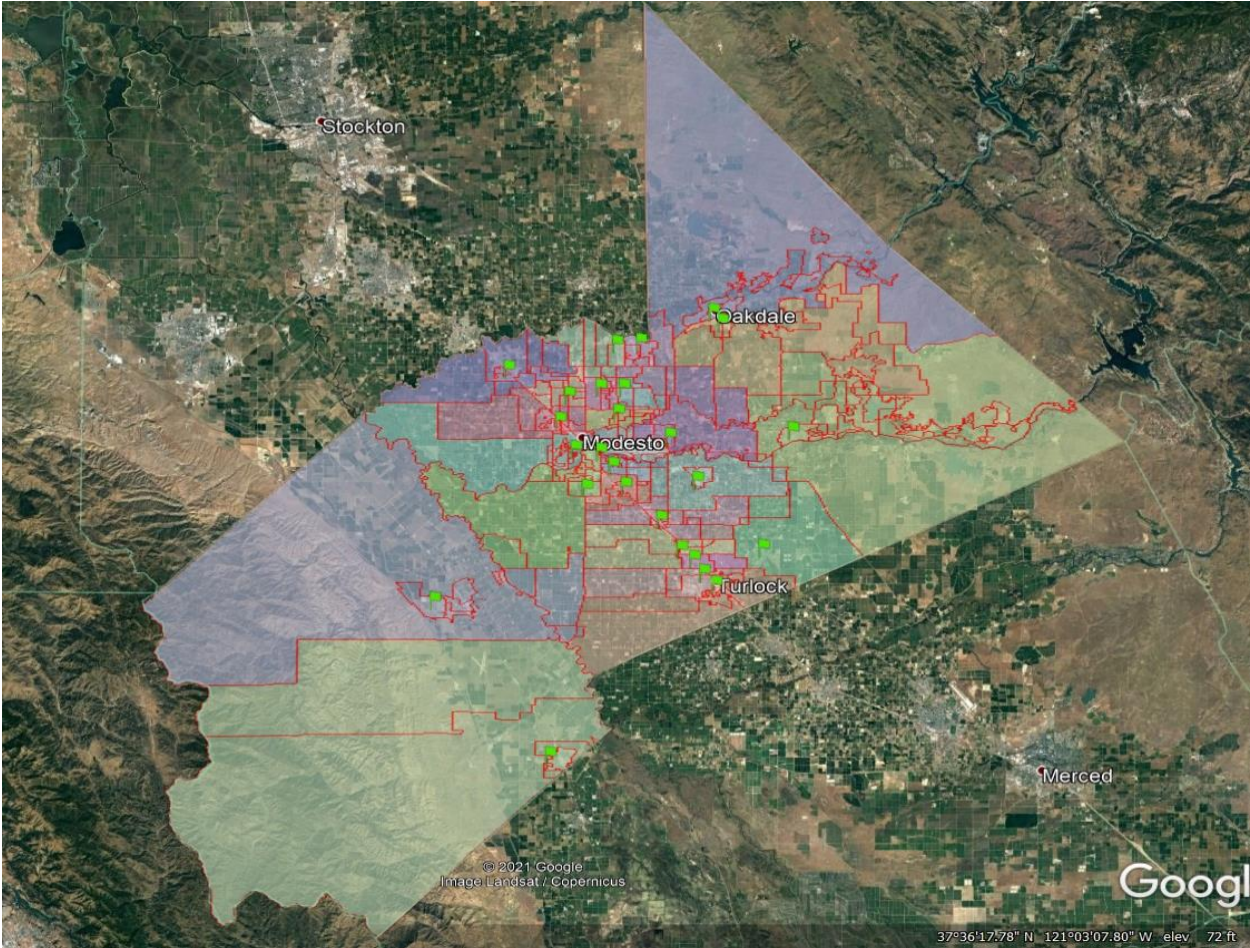 Stockton
Oakdale
Modesto
Turlock
Merced
© 2021 Google
Image Landsat / Copernicus
Googl
37°36'17.78" N 121°03'07.80" W elev 72 ft